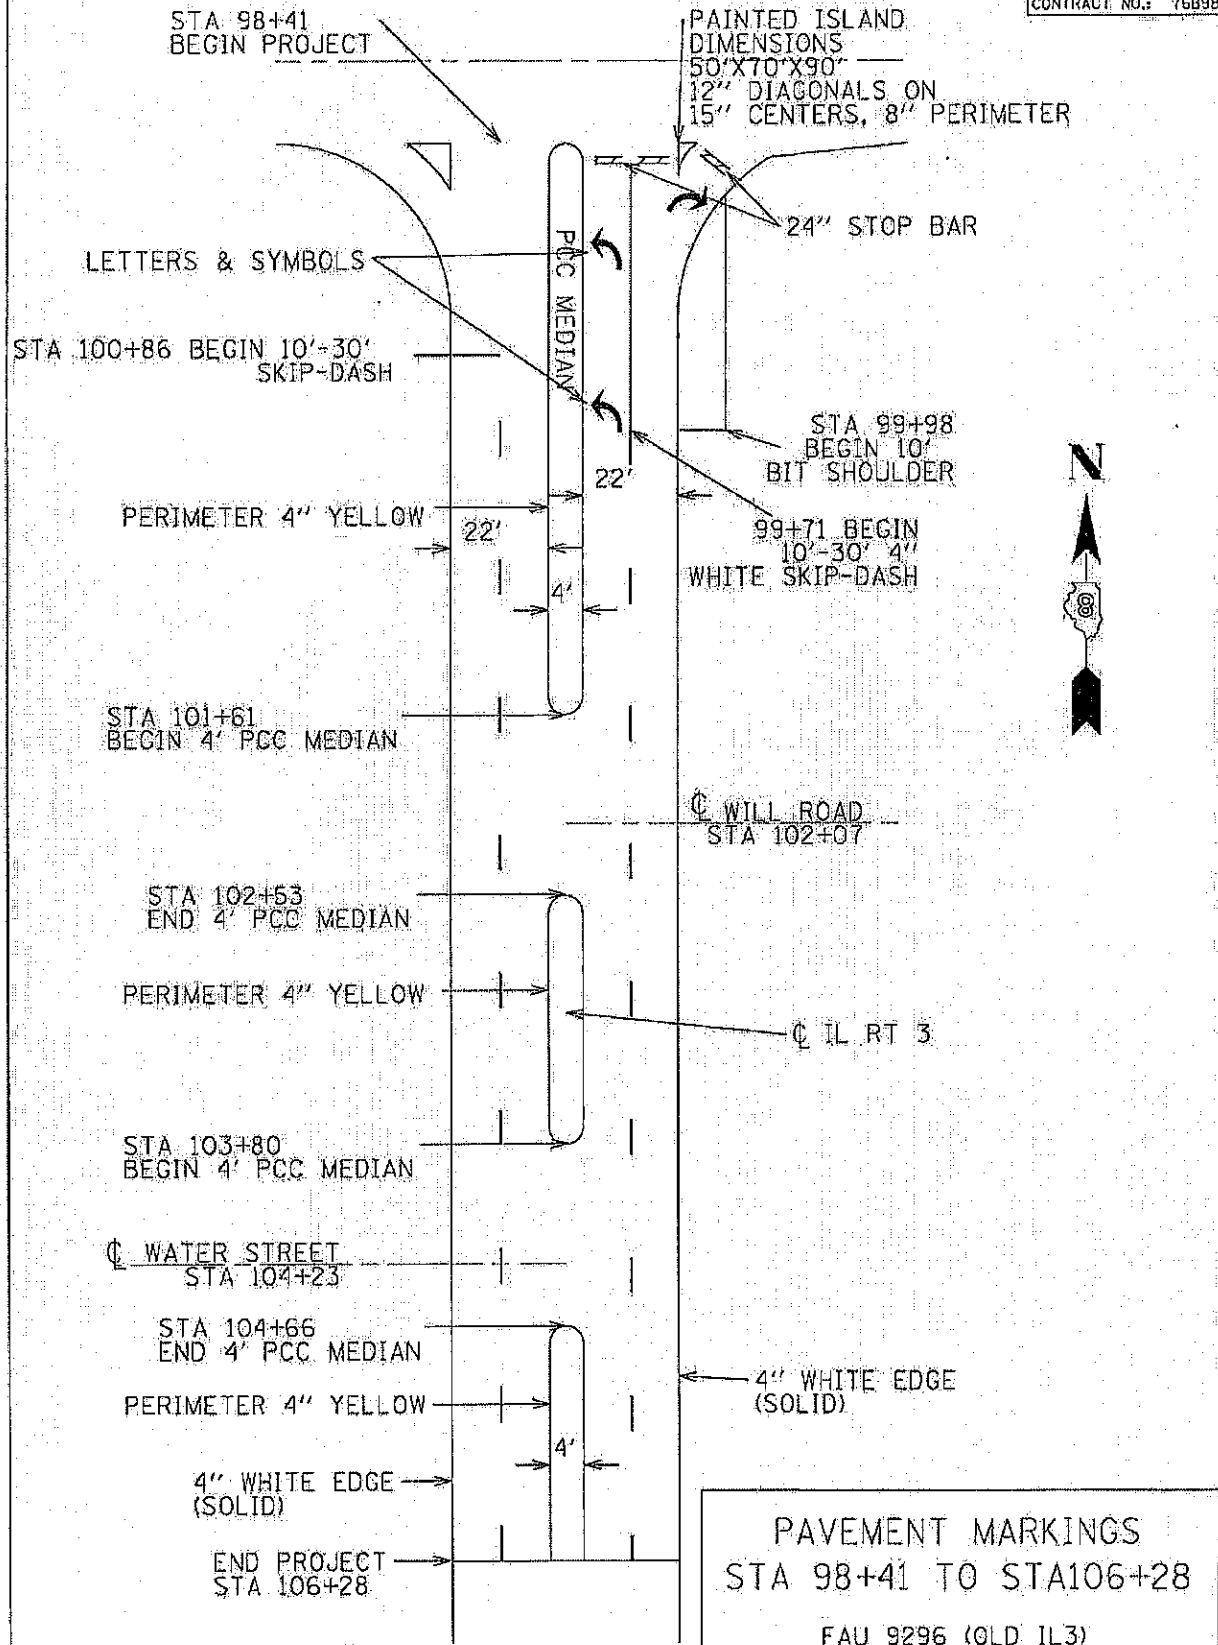 CONTRACT NO.: 76B98
STA 98+41
BEGIN PROJECT
PAINTED ISLAND
DIMENSIONS
50'X70'X90'
12" DIAGONALS ON
15" CENTERS, 8" PERIMETER
24" STOP BAR
LETTERS & SYMBOLS
PCC MEDIAN
STA 100+86 BEGIN 10'-30'
SKIP-DASH
STA 99+98
BEGIN 10'
BIT SHOULDER
N
22'
PERIMETER 4" YELLOW
22'
99+71 BEGIN
10'-30' 4"
WHITE SKIP-DASH
4'
8
STA 101+61
BEGIN 4' PCC MEDIAN
℄ WILL ROAD
STA 102+07
STA 102+53
END 4' PCC MEDIAN
PERIMETER 4" YELLOW
℄ IL RT 3
STA 103+80
BEGIN 4' PCC MEDIAN
℄ WATER STREET
STA 104+23
STA 104+66
END 4' PCC MEDIAN
4" WHITE EDGE
(SOLID)
PERIMETER 4" YELLOW
4'
4" WHITE EDGE
(SOLID)
END PROJECT
STA 106+28
PAVEMENT MARKINGS
STA 98+41 TO STA106+28
FAU 9296 (OLD IL3)